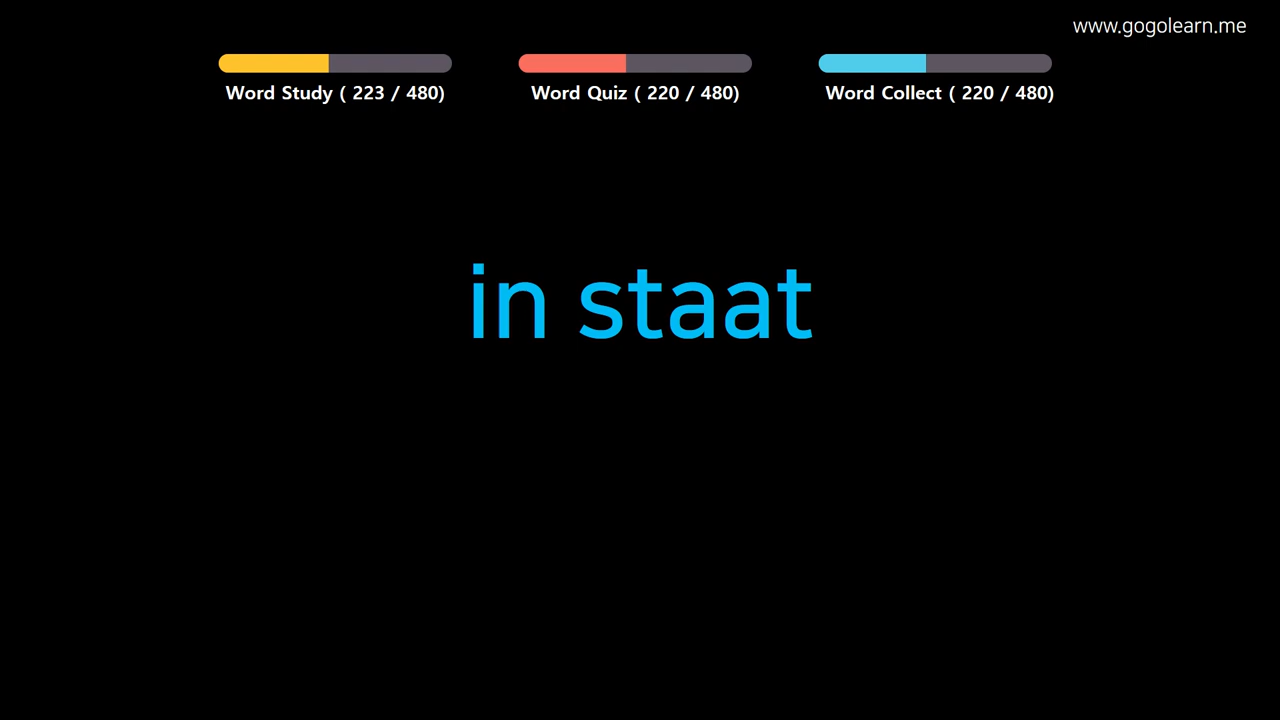 www.gogolearn.me
Word Study ( 223 / 480)
Word Quiz ( 220 / 480)
Word Collect ( 220 / 480)
in staat